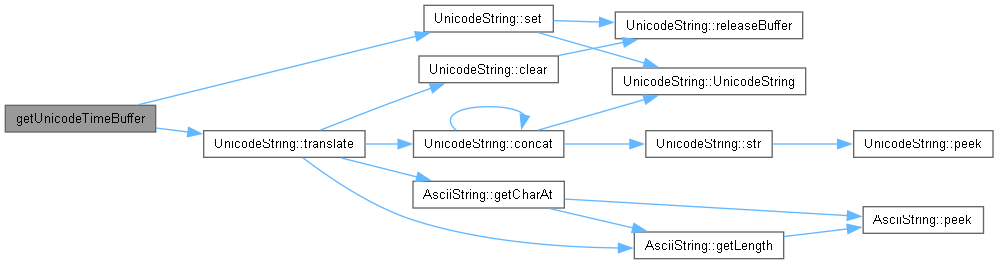 getUnicodeTimeBuffer
UnicodeString::set
UnicodeString::translate
UnicodeString::clear
UnicodeString::concat
AsciiString::getCharAt
UnicodeString::releaseBuffer
UnicodeString::UnicodeString
UnicodeString::str
AsciiString::getLength
UnicodeString::peek
AsciiString::peek